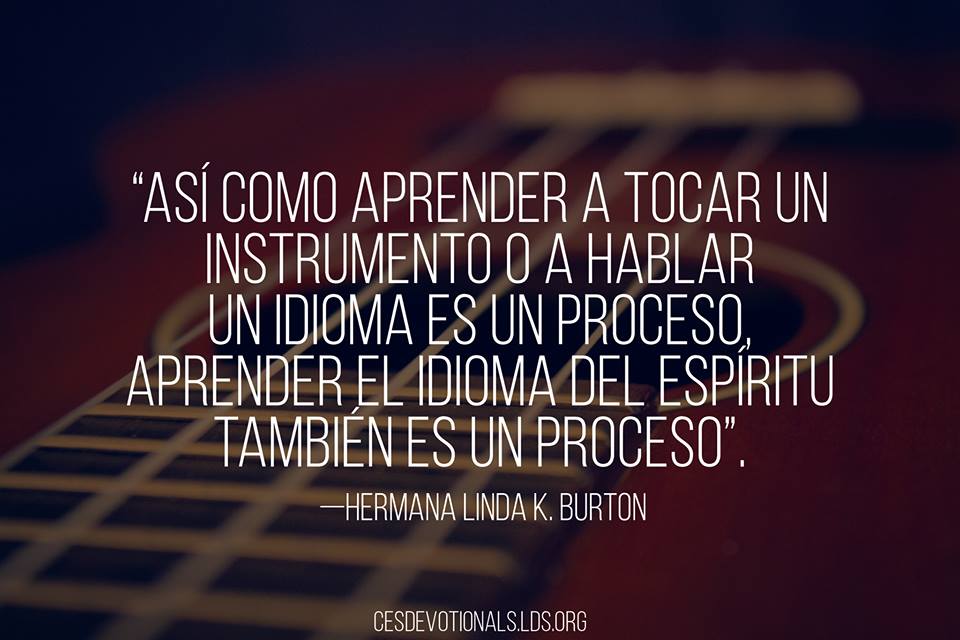 “ASÍ COMO APRENDER A TOCAR UN
INSTRUMENTO O A HABLAR
UN IDIOMA ES UN PROCESO,
APRENDER EL IDIOMA DEL ESPÍRITU
TAMBIÉN ES UN PROCESO”.
—HERMANA LINDA K. BURTON
CESDEVOTIONALS.LDS.ORG